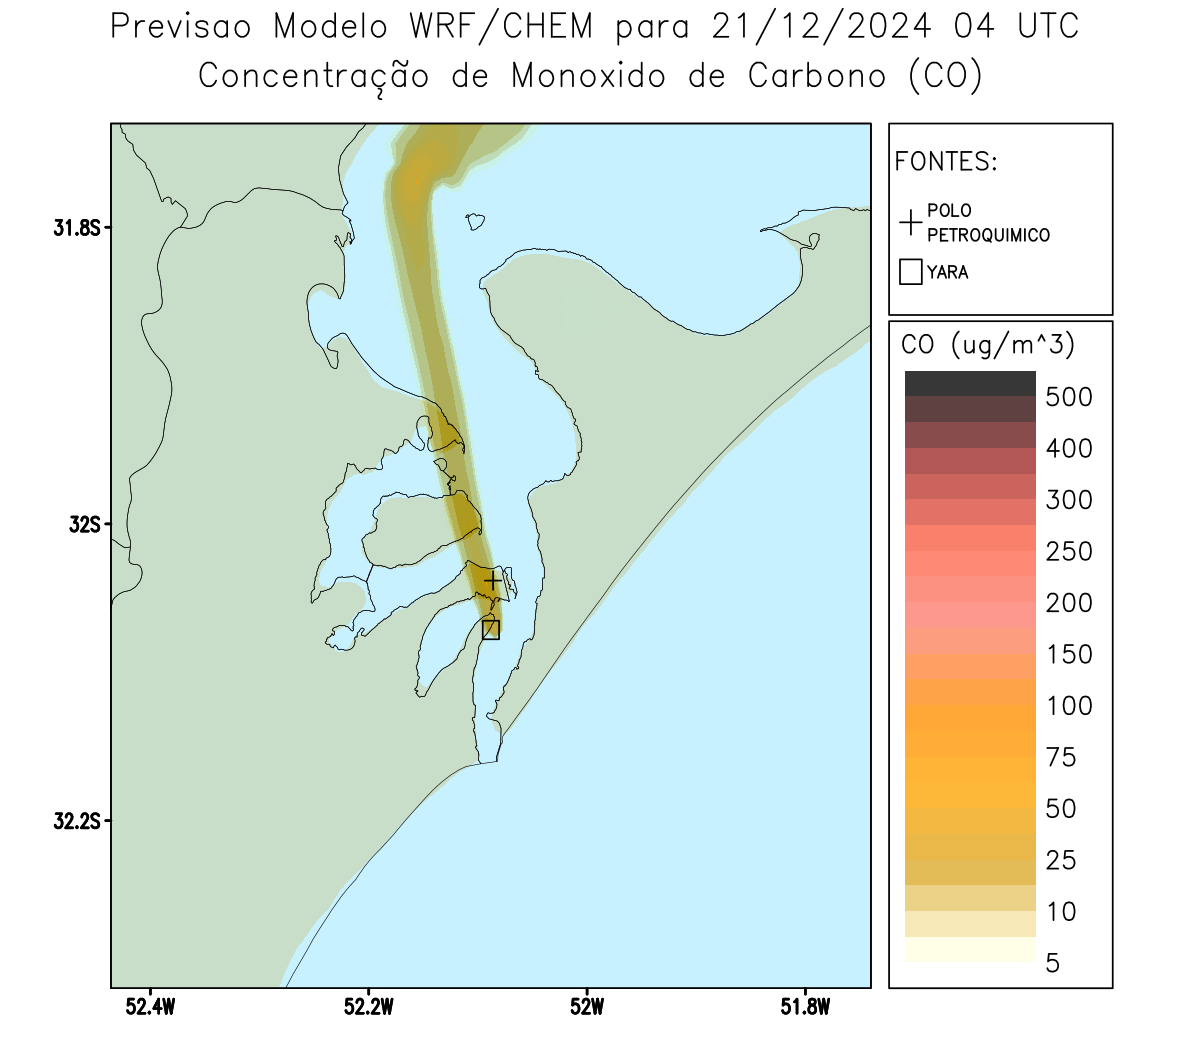 Previsao Modelo WRF/CHEM para 21/12/2024 04 UTC
Concentração de Monoxido de Carbono (CO)
FONTES:
POLO
PETROQUIMICO
YARA
CO (ug/m^3)
500
400
300
250
200
150
100
75
50
25
10
5
31.8S
32S
32.2S
52.4W
52.2W
52W
51.8W